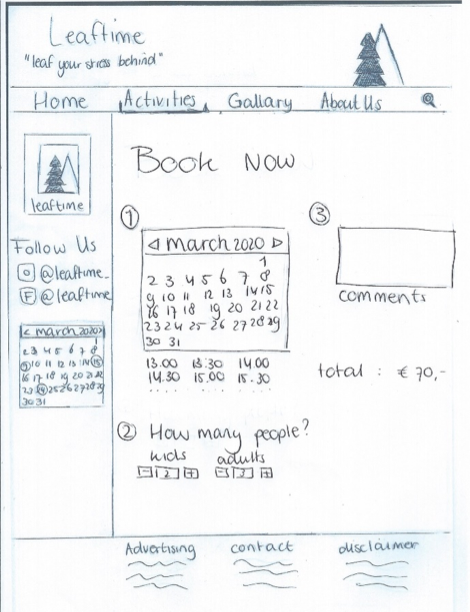 Leaftime
"leaf your stress behind"
Home Activities Gallary About Us
leaftime
Follow Us
@leaftime_
F @leaftime
< march 2020 >
1
2 3 4 5 6 7 8
9 10 11 12 13 14 15
16 17 18 19 20 21 22
23 24 25 26 27 28 29
30 31
Book Now
1
◁ march 2020 ▷
1
2 3 4 5 6 7 8
9 10 11 12 13 14 15
16 17 18 19 20 21 22
23 24 25 26 27 28 29
30 31
13.00 13:30 14.00
14.30 15.00 15.30
. . . . . . . . .
2 How many people?
kids adults
- 2 + - 3 +
3
comments
total : € 70,-
Advertising contact disclaimer